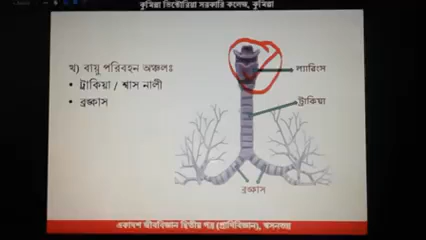 কুমিল্লা ভিক্টোরিয়া সরকারি কলেজ, কুমিল্লা
খ) বায়ু পরিবহন অঞ্চলঃ
• ট্রাকিয়া / শ্বাস নালী
• ব্রঙ্কাস
ল্যারিংস
ট্রাকিয়া
ব্রঙ্কাস
একাদশ জীববিজ্ঞান দ্বিতীয় পত্র (প্রাণিবিজ্ঞান), শ্বসনতন্ত্র